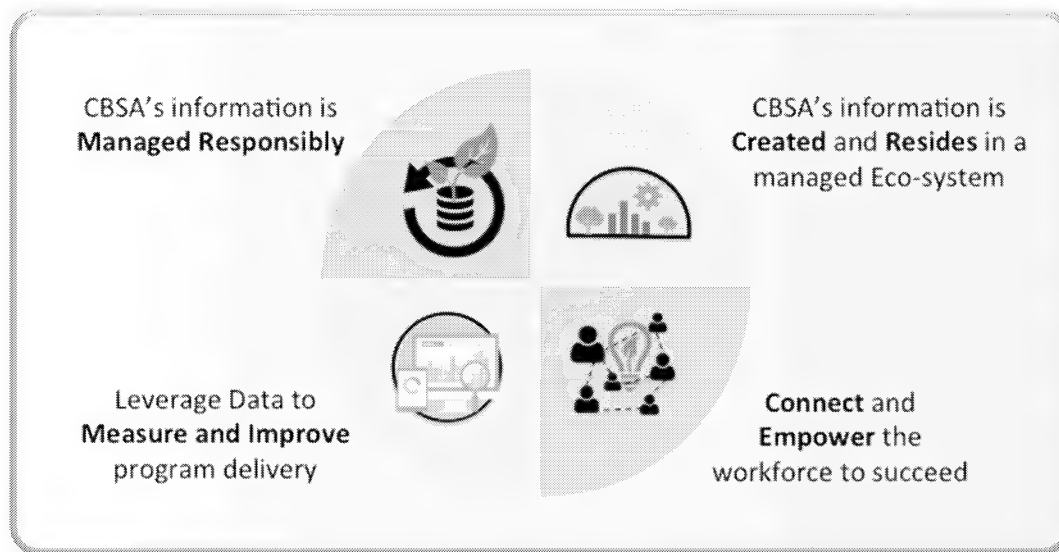 CBSA's information is
Managed Responsibly
CBSA's information is
Created and Resides in a
managed Eco-system
Leverage Data to
Measure and Improve
program delivery
Connect and
Empower the
workforce to succeed